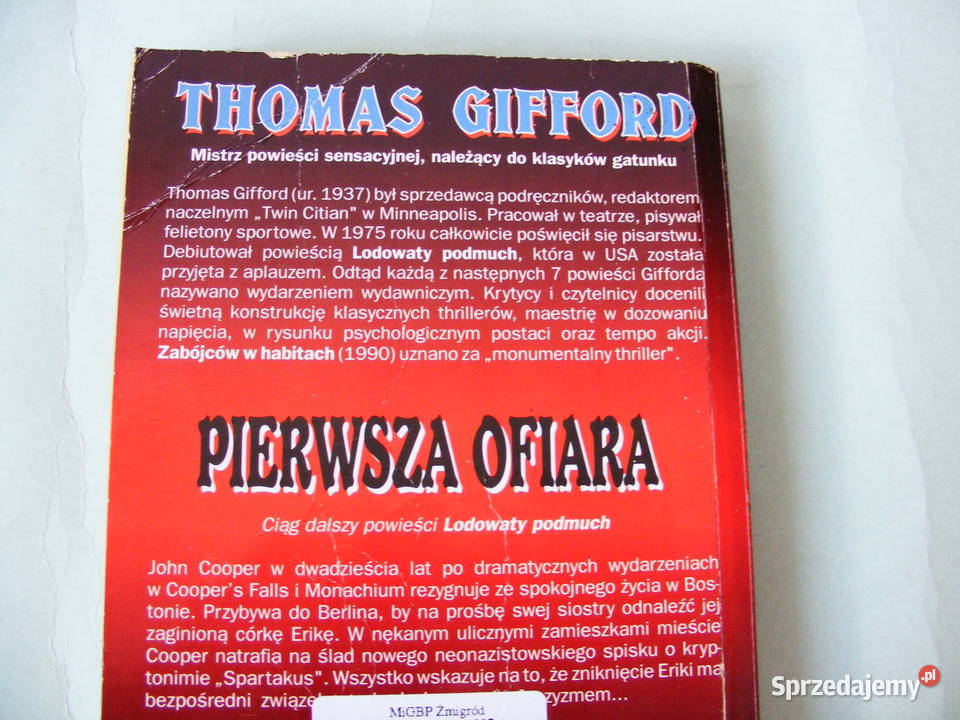 THOMAS GIFFORD
Mistrz powieści sensacyjnej, należący do klasyków gatunku
Thomas Gifford (ur. 1937) był sprzedawcą podręczników, redaktorem
naczelnym „Twin Citian" w Minneapolis. Pracował w teatrze, pisywał
felietony sportowe. W 1975 roku całkowicie poświęcił się pisarstwu.
Debiutował powieścią Lodowaty podmuch, która w USA została
przyjęta z aplauzem. Odtąd każdą z następnych 7 powieści Gifforda
nazywano wydarzeniem wydawniczym. Krytycy i czytelnicy docenili
świetną konstrukcję klasycznych thrillerów, maestrię w dozowaniu
napięcia, w rysunku psychologicznym postaci oraz tempo akcji.
Zabójców w habitach (1990) uznano za „monumentalny thriller".
PIERWSZA OFIARA
Ciąg dalszy powieści Lodowaty podmuch
John Cooper w dwadzieścia lat po dramatycznych wydarzeniach
w Cooper's Falls i Monachium rezygnuje ze spokojnego życia w Bos-
tonie. Przybywa do Berlina, by na prośbę swej siostry odnaleźć jej
zaginioną córkę Erikę. W nękanym ulicznymi zamieszkami mieście
Cooper natrafia na ślad nowego neonazistowskiego spisku o kryp-
tonimie „Spartakus". Wszystko wskazuje na to, że zniknięcie Eriki ma
bezpośredni
MiGBP Żmigród
Sprzedajemy.pl